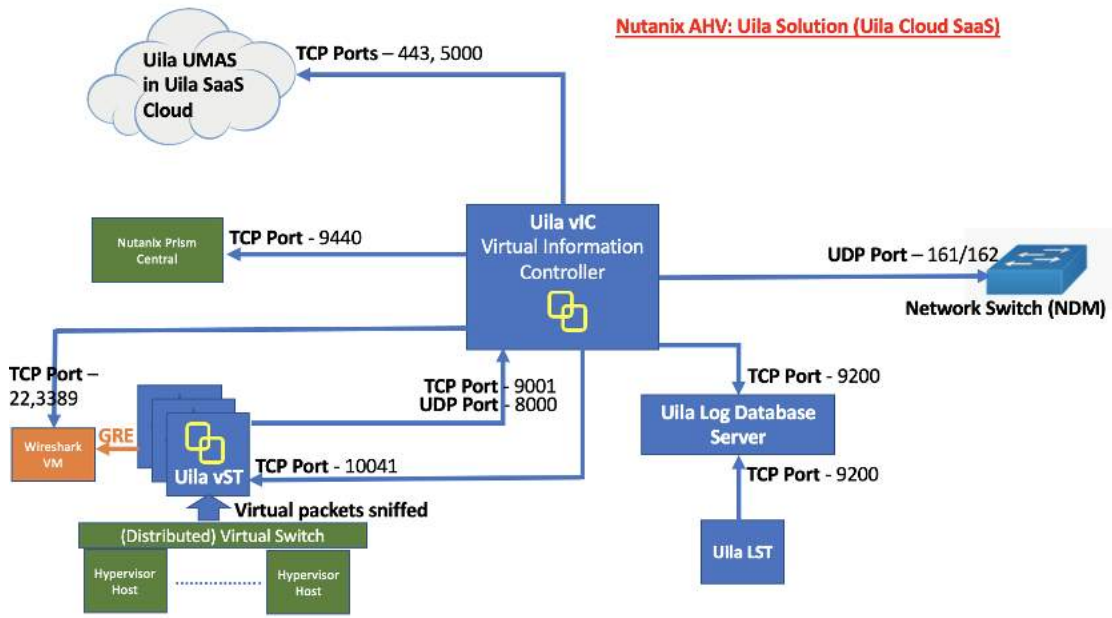 Nutanix AHV: Uila Solution (Uila Cloud SaaS)
TCP Ports – 443, 5000
Uila UMAS
in Uila SaaS
Cloud
Uila vIC
Virtual Information
Controller
Nutanix Prism
Central
TCP Port - 9440
UDP Port – 161/162
Network Switch (NDM)
TCP Port –
22,3389
TCP Port - 9001
UDP Port - 8000
TCP Port - 9200
Uila Log Database
Server
Wireshark
VM
GRE
Uila vST
TCP Port - 10041
TCP Port - 9200
Virtual packets sniffed
(Distributed) Virtual Switch
Uila LST
Hypervisor
Host
Hypervisor
Host